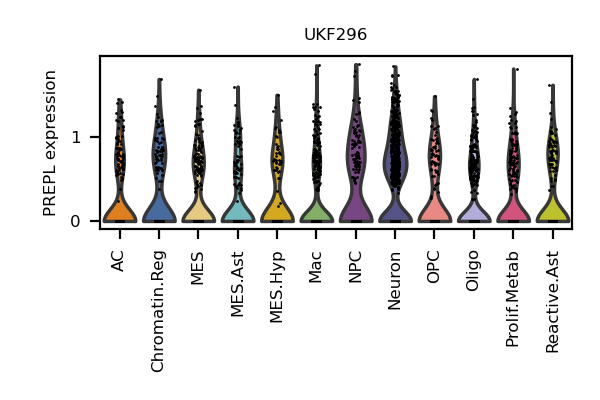 UKF296
PREPL expression
1
0
AC
Chromatin.Reg
MES
MES.Ast
MES.Hyp
Mac
NPC
Neuron
OPC
Oligo
Prolif.Metab
Reactive.Ast